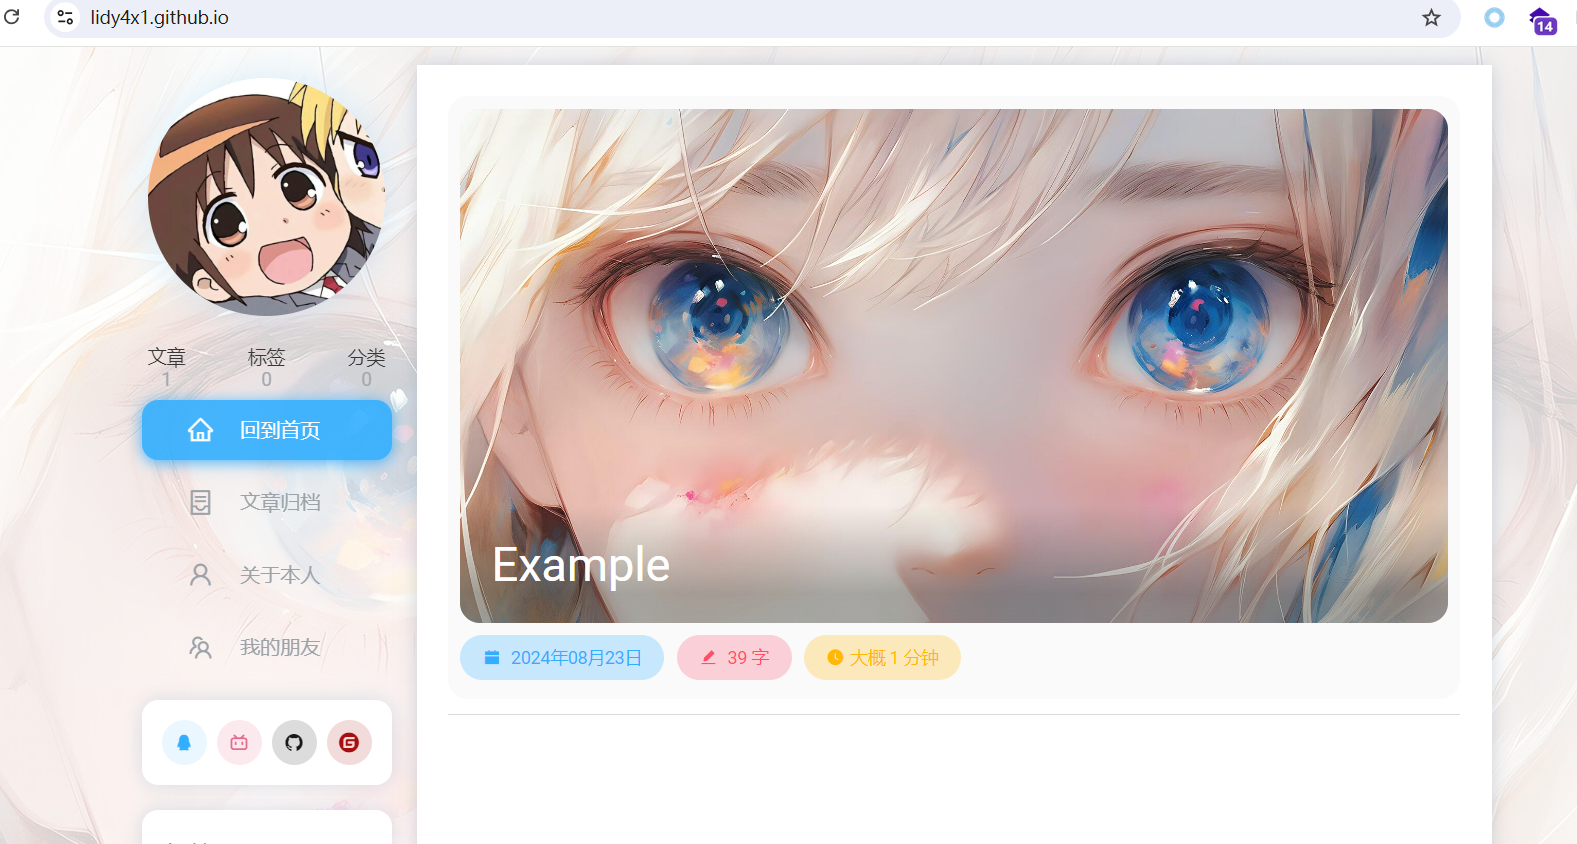 lidy4x1.github.io
14
文章
标签
分类
1
0
0
回到首页
文章归档
关于本人
我的朋友
Example
2024年08月23日
39 字
大概 1 分钟